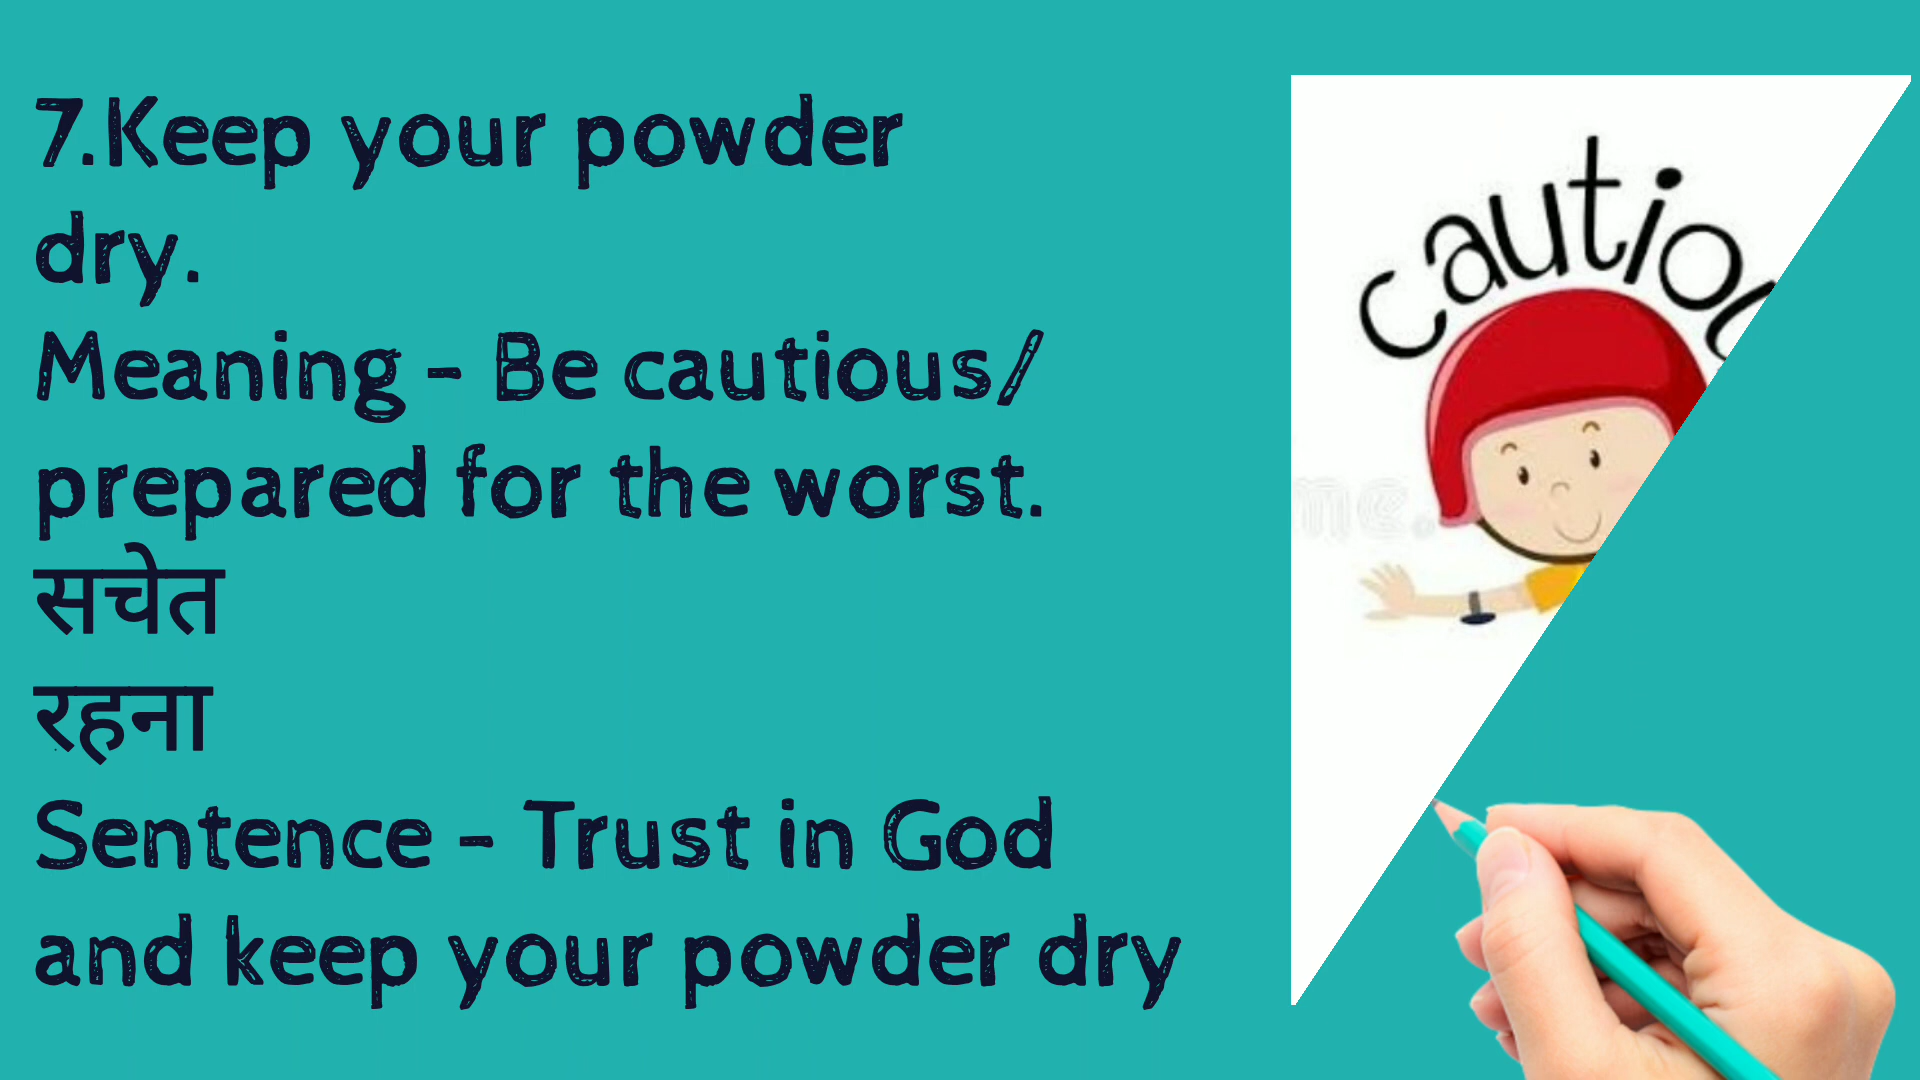 7.Keep your powder
dry.
Meaning - Be cautious/
prepared for the worst.
सचेत
रहना
Sentence - Trust in God
and keep your powder dry